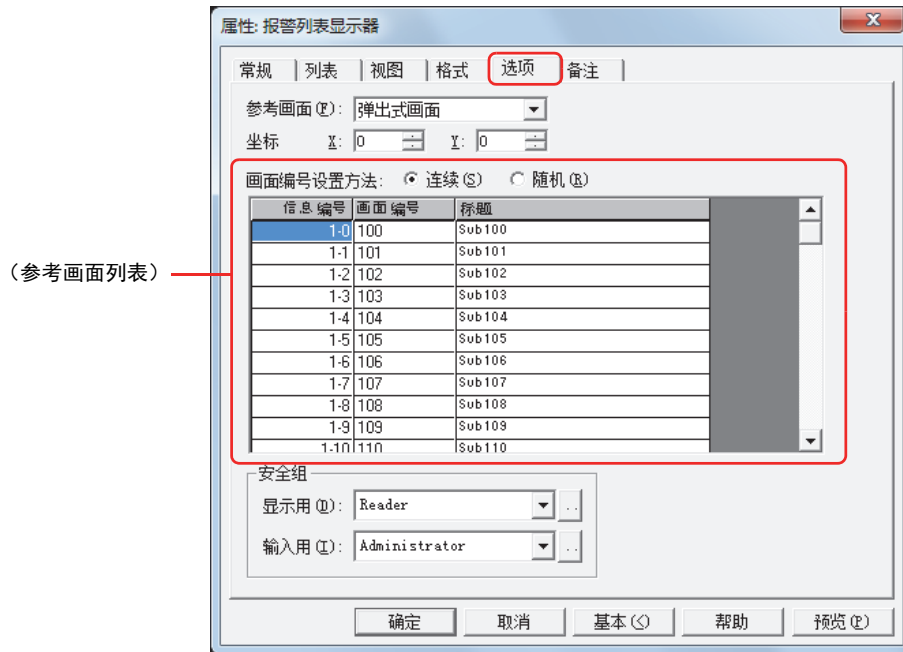 属性: 报警列表显示器
常规 列表 视图 格式 选项 备注
参考画面(F): 弹出式画面
坐标 X: 0 Y: 0
画面编号设置方法: 连续(S) 随机(R)
信息编号 画面编号 标题
1-0 100 Sub100
1-1 101 Sub101
1-2 102 Sub102
1-3 103 Sub103
（参考画面列表）
1-4 104 Sub104
1-5 105 Sub105
1-6 106 Sub106
1-7 107 Sub107
1-8 108 Sub108
1-9 109 Sub109
1-10 110 Sub110
安全组
显示用(D): Reader ..
输入用(I): Administrator ..
确定 取消 基本(<) 帮助 预览(P)